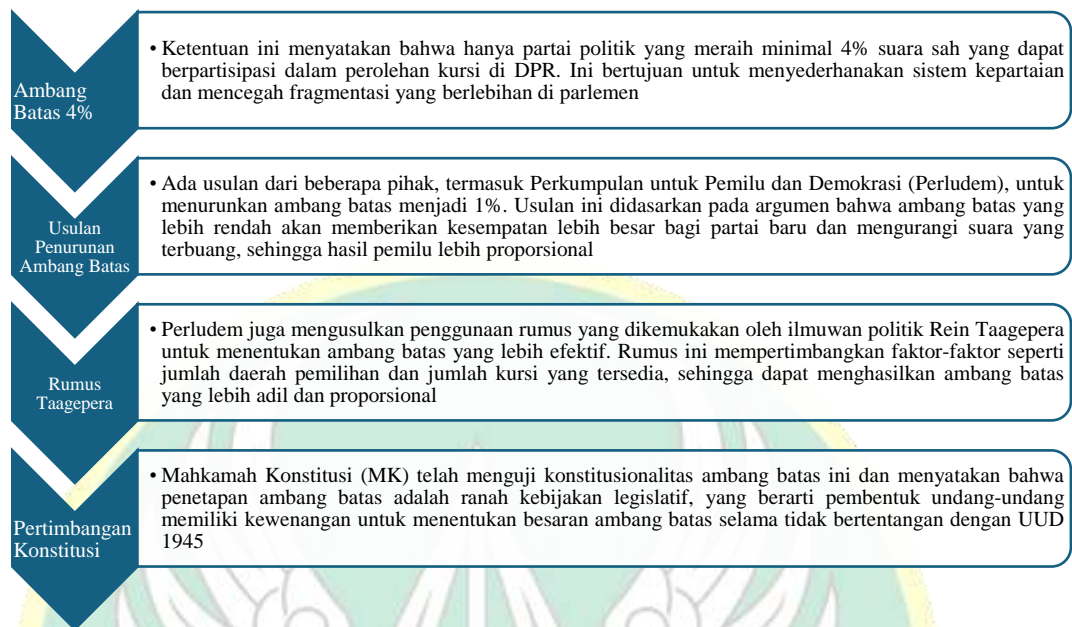 Ambang
Batas 4%
• Ketentuan ini menyatakan bahwa hanya partai politik yang meraih minimal 4% suara sah yang dapat
berpartisipasi dalam perolehan kursi di DPR. Ini bertujuan untuk menyederhanakan sistem kepartaian
dan mencegah fragmentasi yang berlebihan di parlemen
Usulan
Penurunan
Ambang Batas
• Ada usulan dari beberapa pihak, termasuk Perkumpulan untuk Pemilu dan Demokrasi (Perludem), untuk
menurunkan ambang batas menjadi 1%. Usulan ini didasarkan pada argumen bahwa ambang batas yang
lebih rendah akan memberikan kesempatan lebih besar bagi partai baru dan mengurangi suara yang
terbuang, sehingga hasil pemilu lebih proporsional
Rumus
Taagepera
• Perludem juga mengusulkan penggunaan rumus yang dikemukakan oleh ilmuwan politik Rein Taagepera
untuk menentukan ambang batas yang lebih efektif. Rumus ini mempertimbangkan faktor-faktor seperti
jumlah daerah pemilihan dan jumlah kursi yang tersedia, sehingga dapat menghasilkan ambang batas
yang lebih adil dan proporsional
Pertimbangan
Konstitusi
• Mahkamah Konstitusi (MK) telah menguji konstitusionalitas ambang batas ini dan menyatakan bahwa
penetapan ambang batas adalah ranah kebijakan legislatif, yang berarti pembentuk undang-undang
memiliki kewenangan untuk menentukan besaran ambang batas selama tidak bertentangan dengan UUD
1945